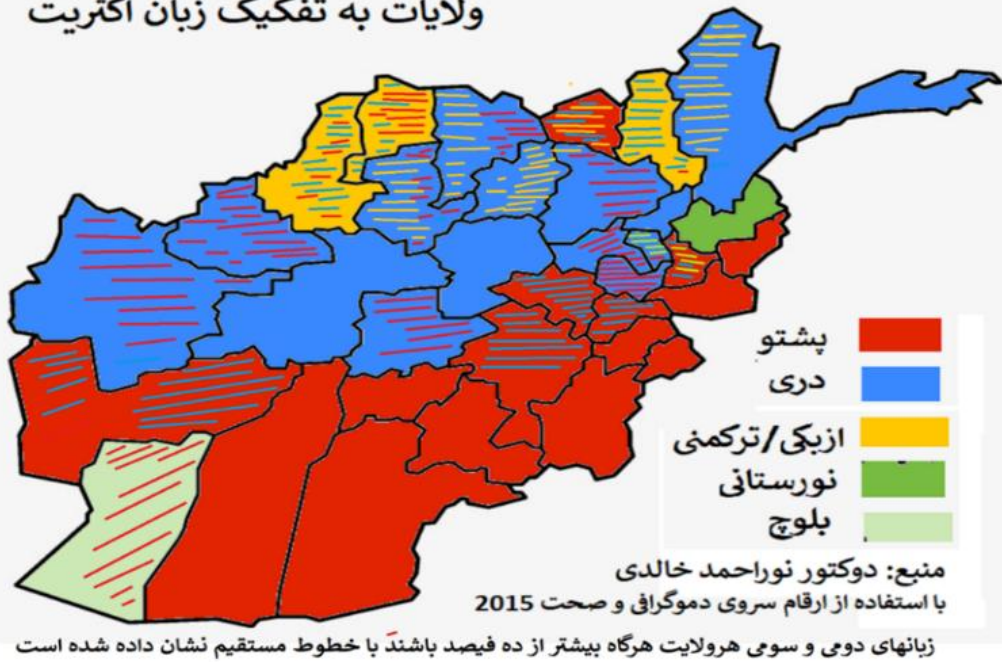 ولایات به تفکیک زبان اکثریت
پشتو
دری
ازبکی/ترکمنی
نورستانی
بلوچ
منبع: دوکتور نوراحمد خالدی
با استفاده از ارقام سروی دموگرافی و صحت 2015
زبانهای دومی و سومی هرولایت هرگاه بیشتر از ده فیصد باشند با خطوط مستقیم نشان داده شده است